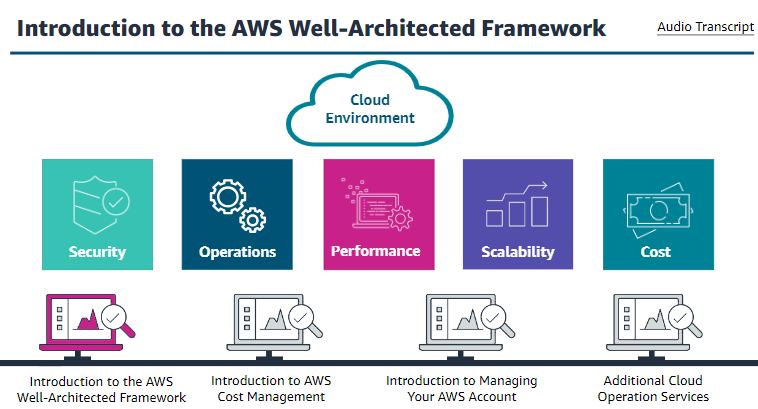 Introduction to the AWS Well-Architected Framework
Audio Transcript
Cloud
Environment
Security
Operations
Performance
Scalability
Cost
Introduction to the AWS
Well-Architected Framework
Introduction to AWS
Cost Management
Introduction to Managing
Your AWS Account
Additional Cloud
Operation Services